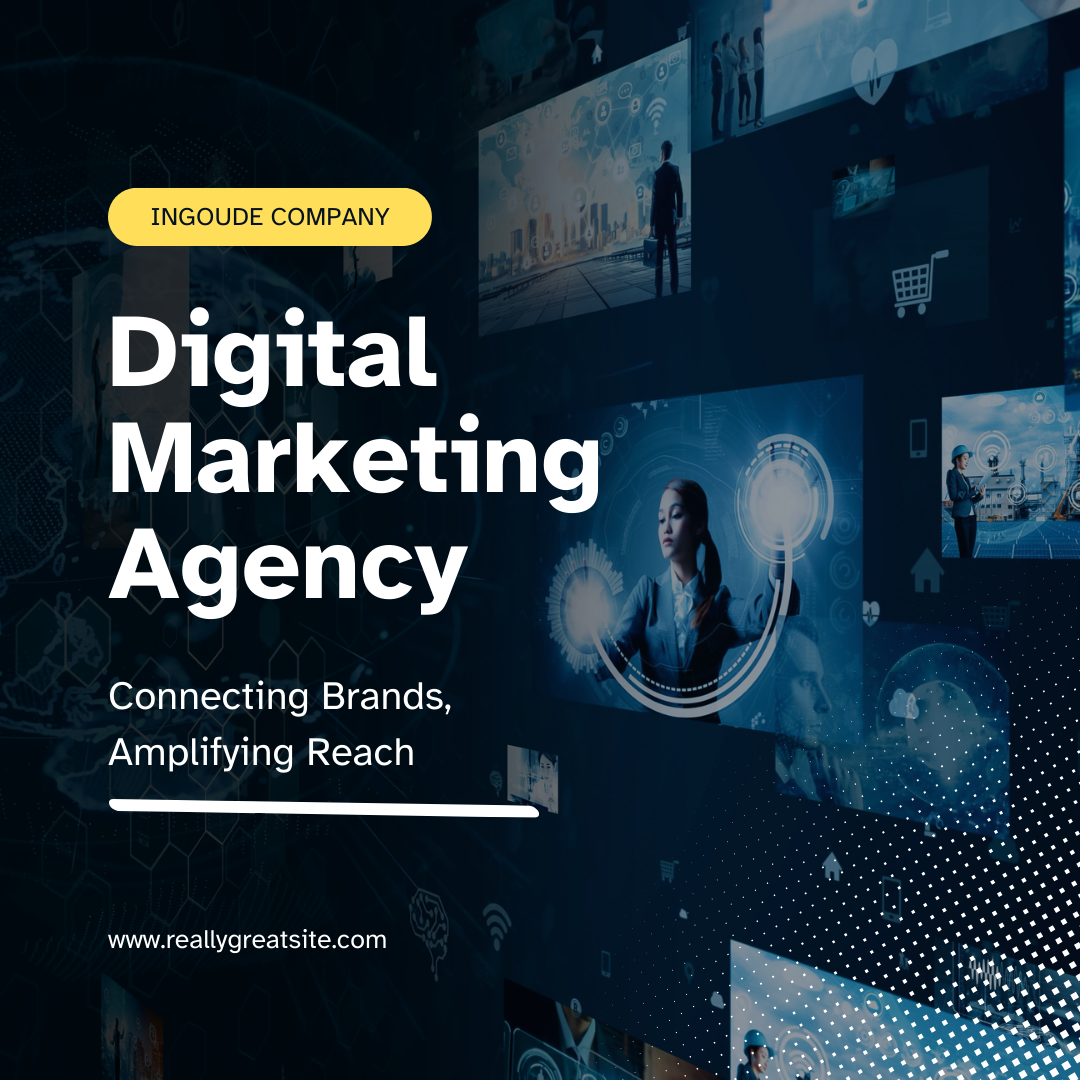 INGOUDE COMPANY
Digital
Marketing
Agency
Connecting Brands,
Amplifying Reach
www.reallygreatsite.com